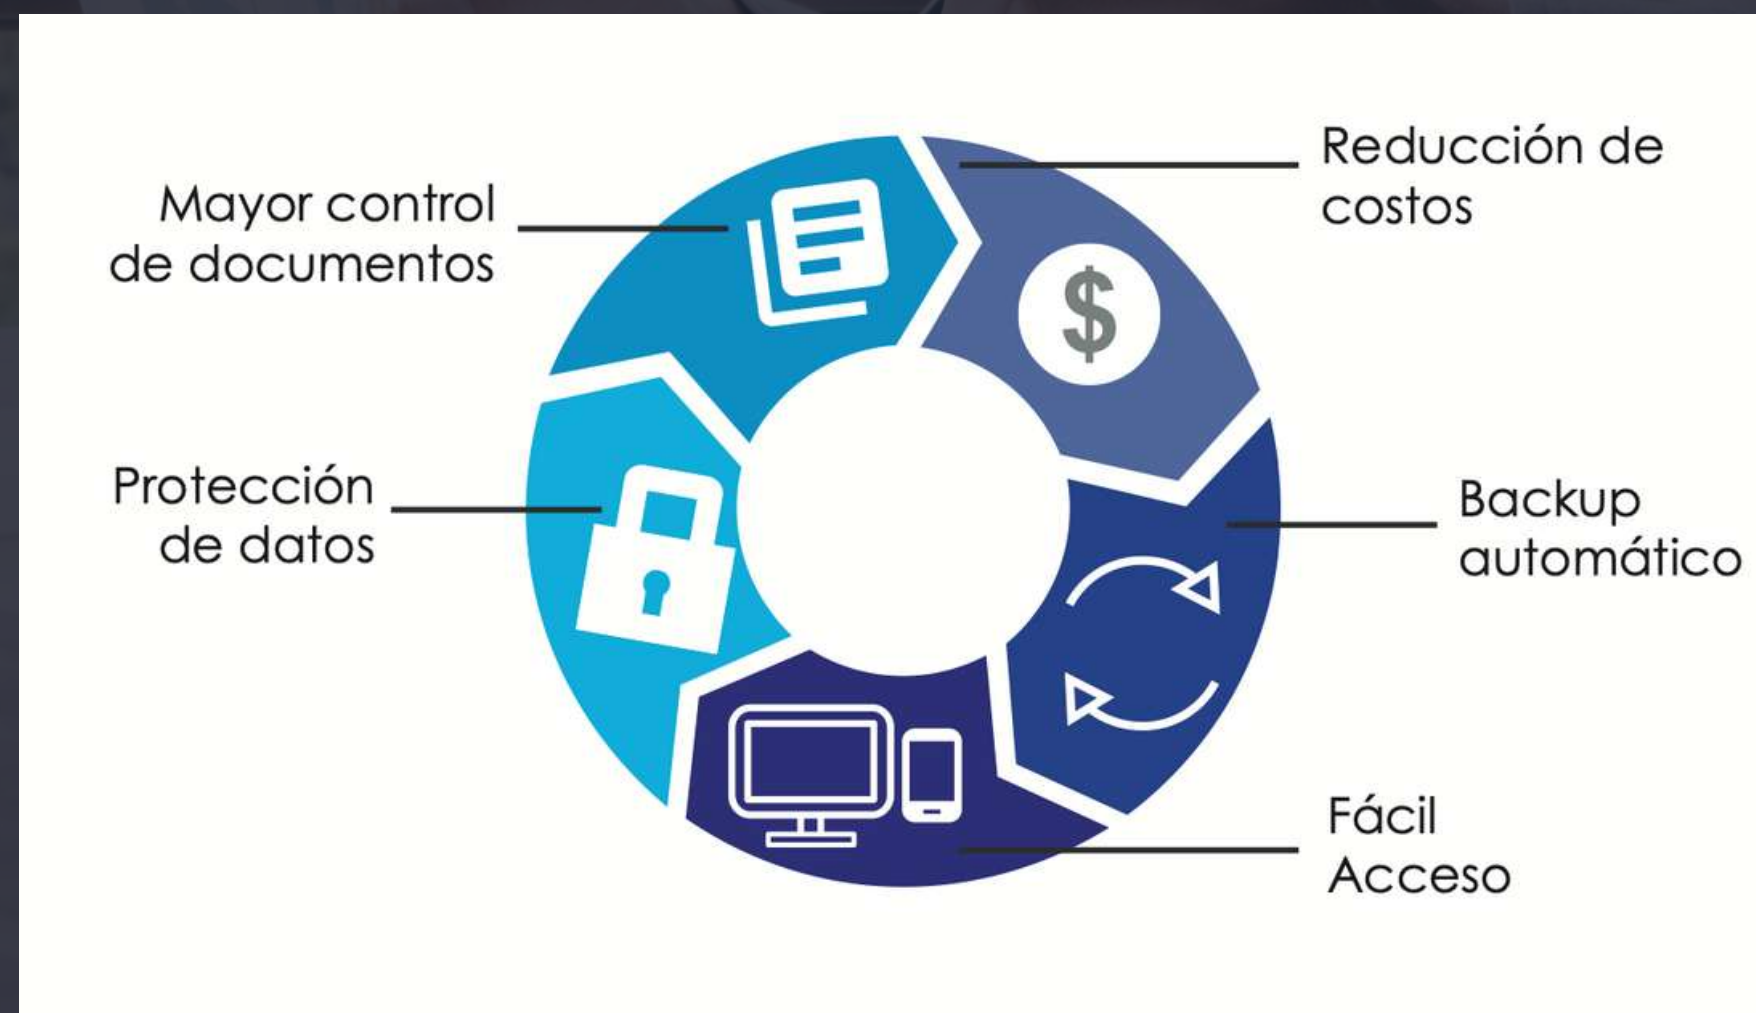 Mayor control
de documentos
Reducción de
costos
$
Protección
de datos
Backup
automático
Fácil
Acceso